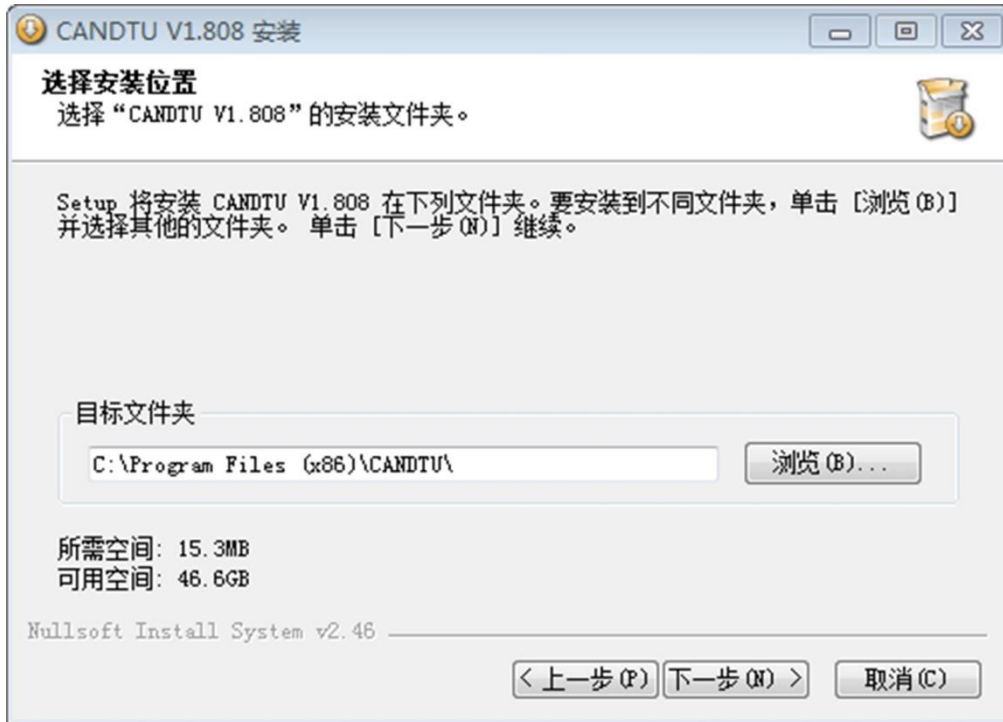 CANDTU V1.808 安装
选择安装位置
选择“CANDTU V1.808”的安装文件夹。
Setup 将安装 CANDTU V1.808 在下列文件夹。要安装到不同文件夹，单击 [浏览(B)]
并选择其他的文件夹。 单击 [下一步(N)] 继续。
目标文件夹
C:\Program Files (x86)\CANDTU\
浏览(B)...
所需空间: 15.3MB
可用空间: 46.6GB
Nullsoft Install System v2.46
< 上一步(P)
下一步(N) >
取消(C)